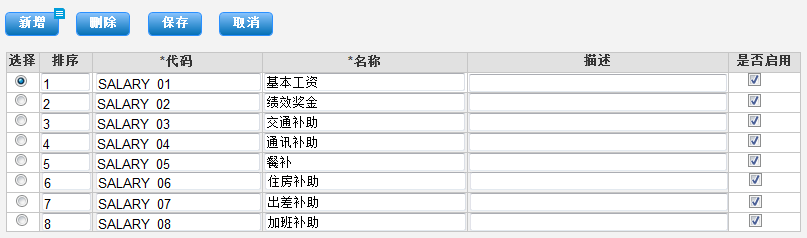 新增 删除 保存 取消
选择 排序 *代码 *名称 描述 是否启用
1 SALARY_01 基本工资
2 SALARY_02 绩效奖金
3 SALARY_03 交通补助
4 SALARY_04 通讯补助
5 SALARY_05 餐补
6 SALARY_06 住房补助
7 SALARY_07 出差补助
8 SALARY_08 加班补助